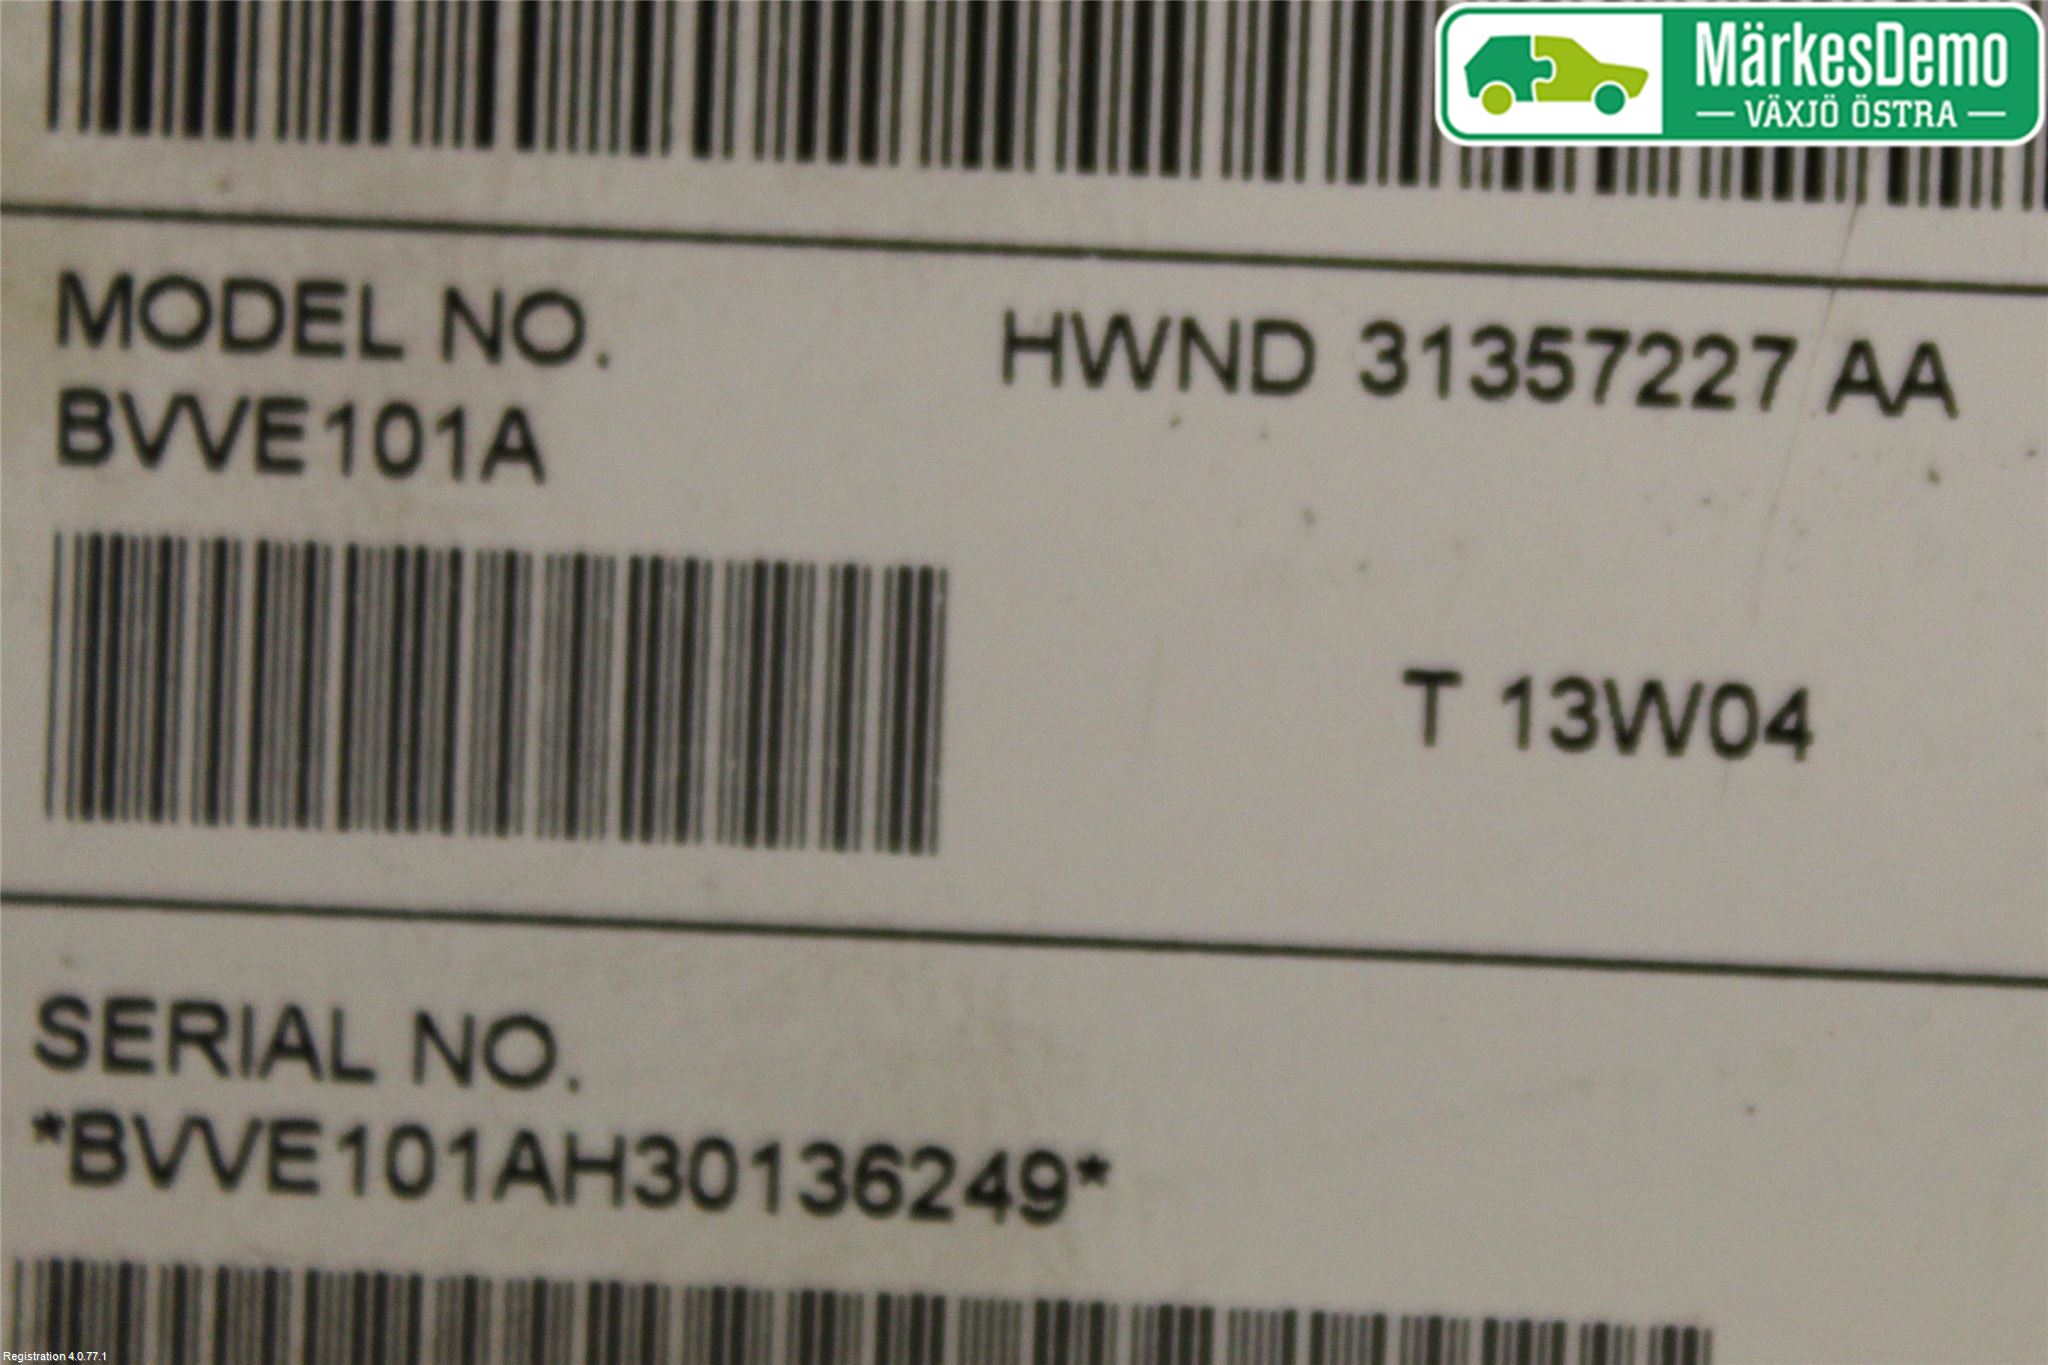 MärkesDemo
VÄXJÖ ÖSTRA
MODEL NO.
HWND 31357227 AA
BVVE101A
T 13W04
SERIAL NO.
*BVVE101AH30136249*
Registration 4.0.77.1